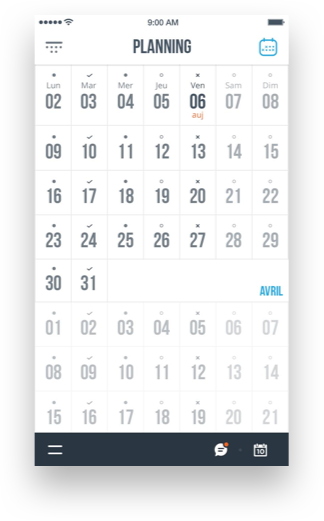 9:00 AM
PLANNING
Lun Mar Mer Jeu Ven Sam Dim
02 03 04 05 06 07 08
auj
09 10 11 12 13 14 15
16 17 18 19 20 21 22
23 24 25 26 27 28 29
30 31
AVRIL
01 02 03 04 05 06 07
08 09 10 11 12 13 14
15 16 17 18 19 20 21
10